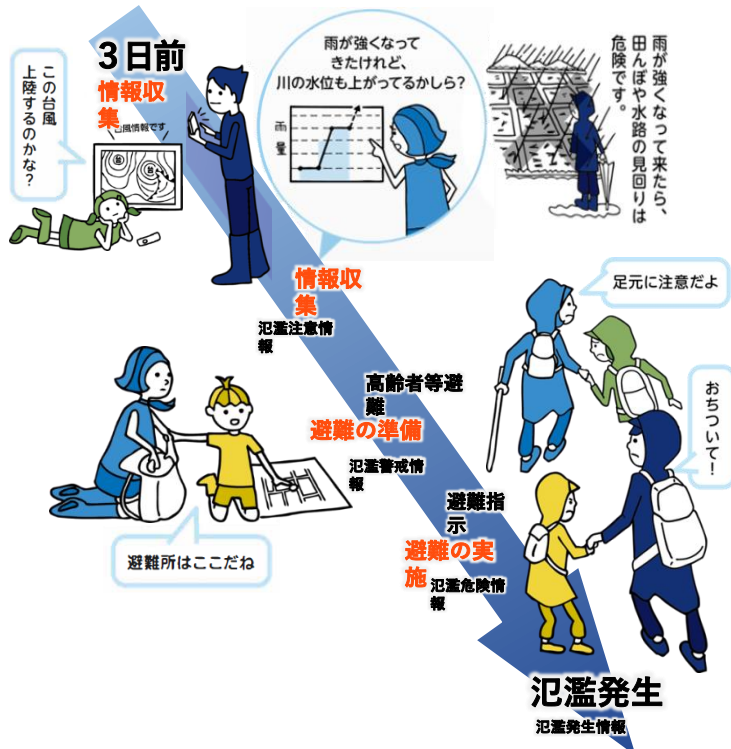 3日前
情報収
集
この台風
上陸するのかな？
台風情報です
雨が強くなって
きたけれど、
川の水位も上がってるかしら？
雨量
雨が強くなって来たら、
田んぼや水路の見回りは
危険です。
情報収
集
氾濫注意情
報
足元に注意だよ
高齢者等避
難
避難の準備
氾濫警戒情
報
おちついて！
避難指
示
避難の実
施
氾濫危険情
報
避難所はここだね
氾濫発生
氾濫発生情報